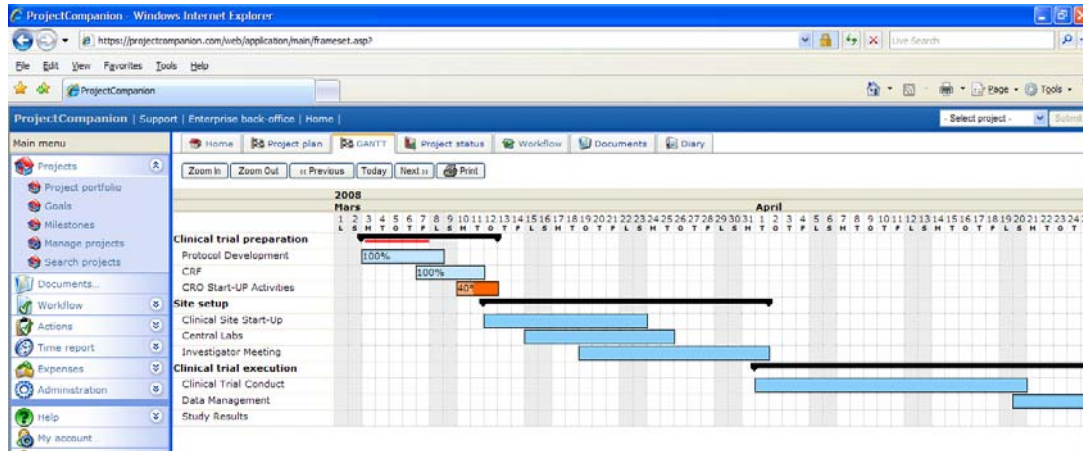 ProjectCompanion - Windows Internet Explorer
https://projectcompanion.com/web/application/main/frameset.asp?
Live Search
File Edit View Favorites Tools Help
ProjectCompanion
Page Tools
ProjectCompanion | Support | Enterprise back-office | Home |
- Select project -
Submit
Main menu
Home Project plan GANTT Project status Workflow Documents Diary
Projects
Zoom In Zoom Out « Previous Today Next » Print
Project portfolio
Goals
Milestones
Manage projects
Search projects
Documents...
Workflow
Actions
Time report
Expenses
Administration
Help
My account
2008
Mars April
1 2 3 4 5 6 7 8 9 10 11 12 13 14 15 16 17 18 19 20 21 22 23 24 25 26 27 28 29 30 31 1 2 3 4 5 6 7 8 9 10 11 12 13 14 15 16 17 18 19 20 21 22 23 24
L S M T O T F L S M T O T F L S M T O T F L S M T O T F L S M T O T F L S M T O T F L S M T O T F L S M T O T
Clinical trial preparation
Protocol Development 100%
CRF 100%
CRO Start-UP Activities 40%
Site setup
Clinical Site Start-Up
Central Labs
Investigator Meeting
Clinical trial execution
Clinical Trial Conduct
Data Management
Study Results